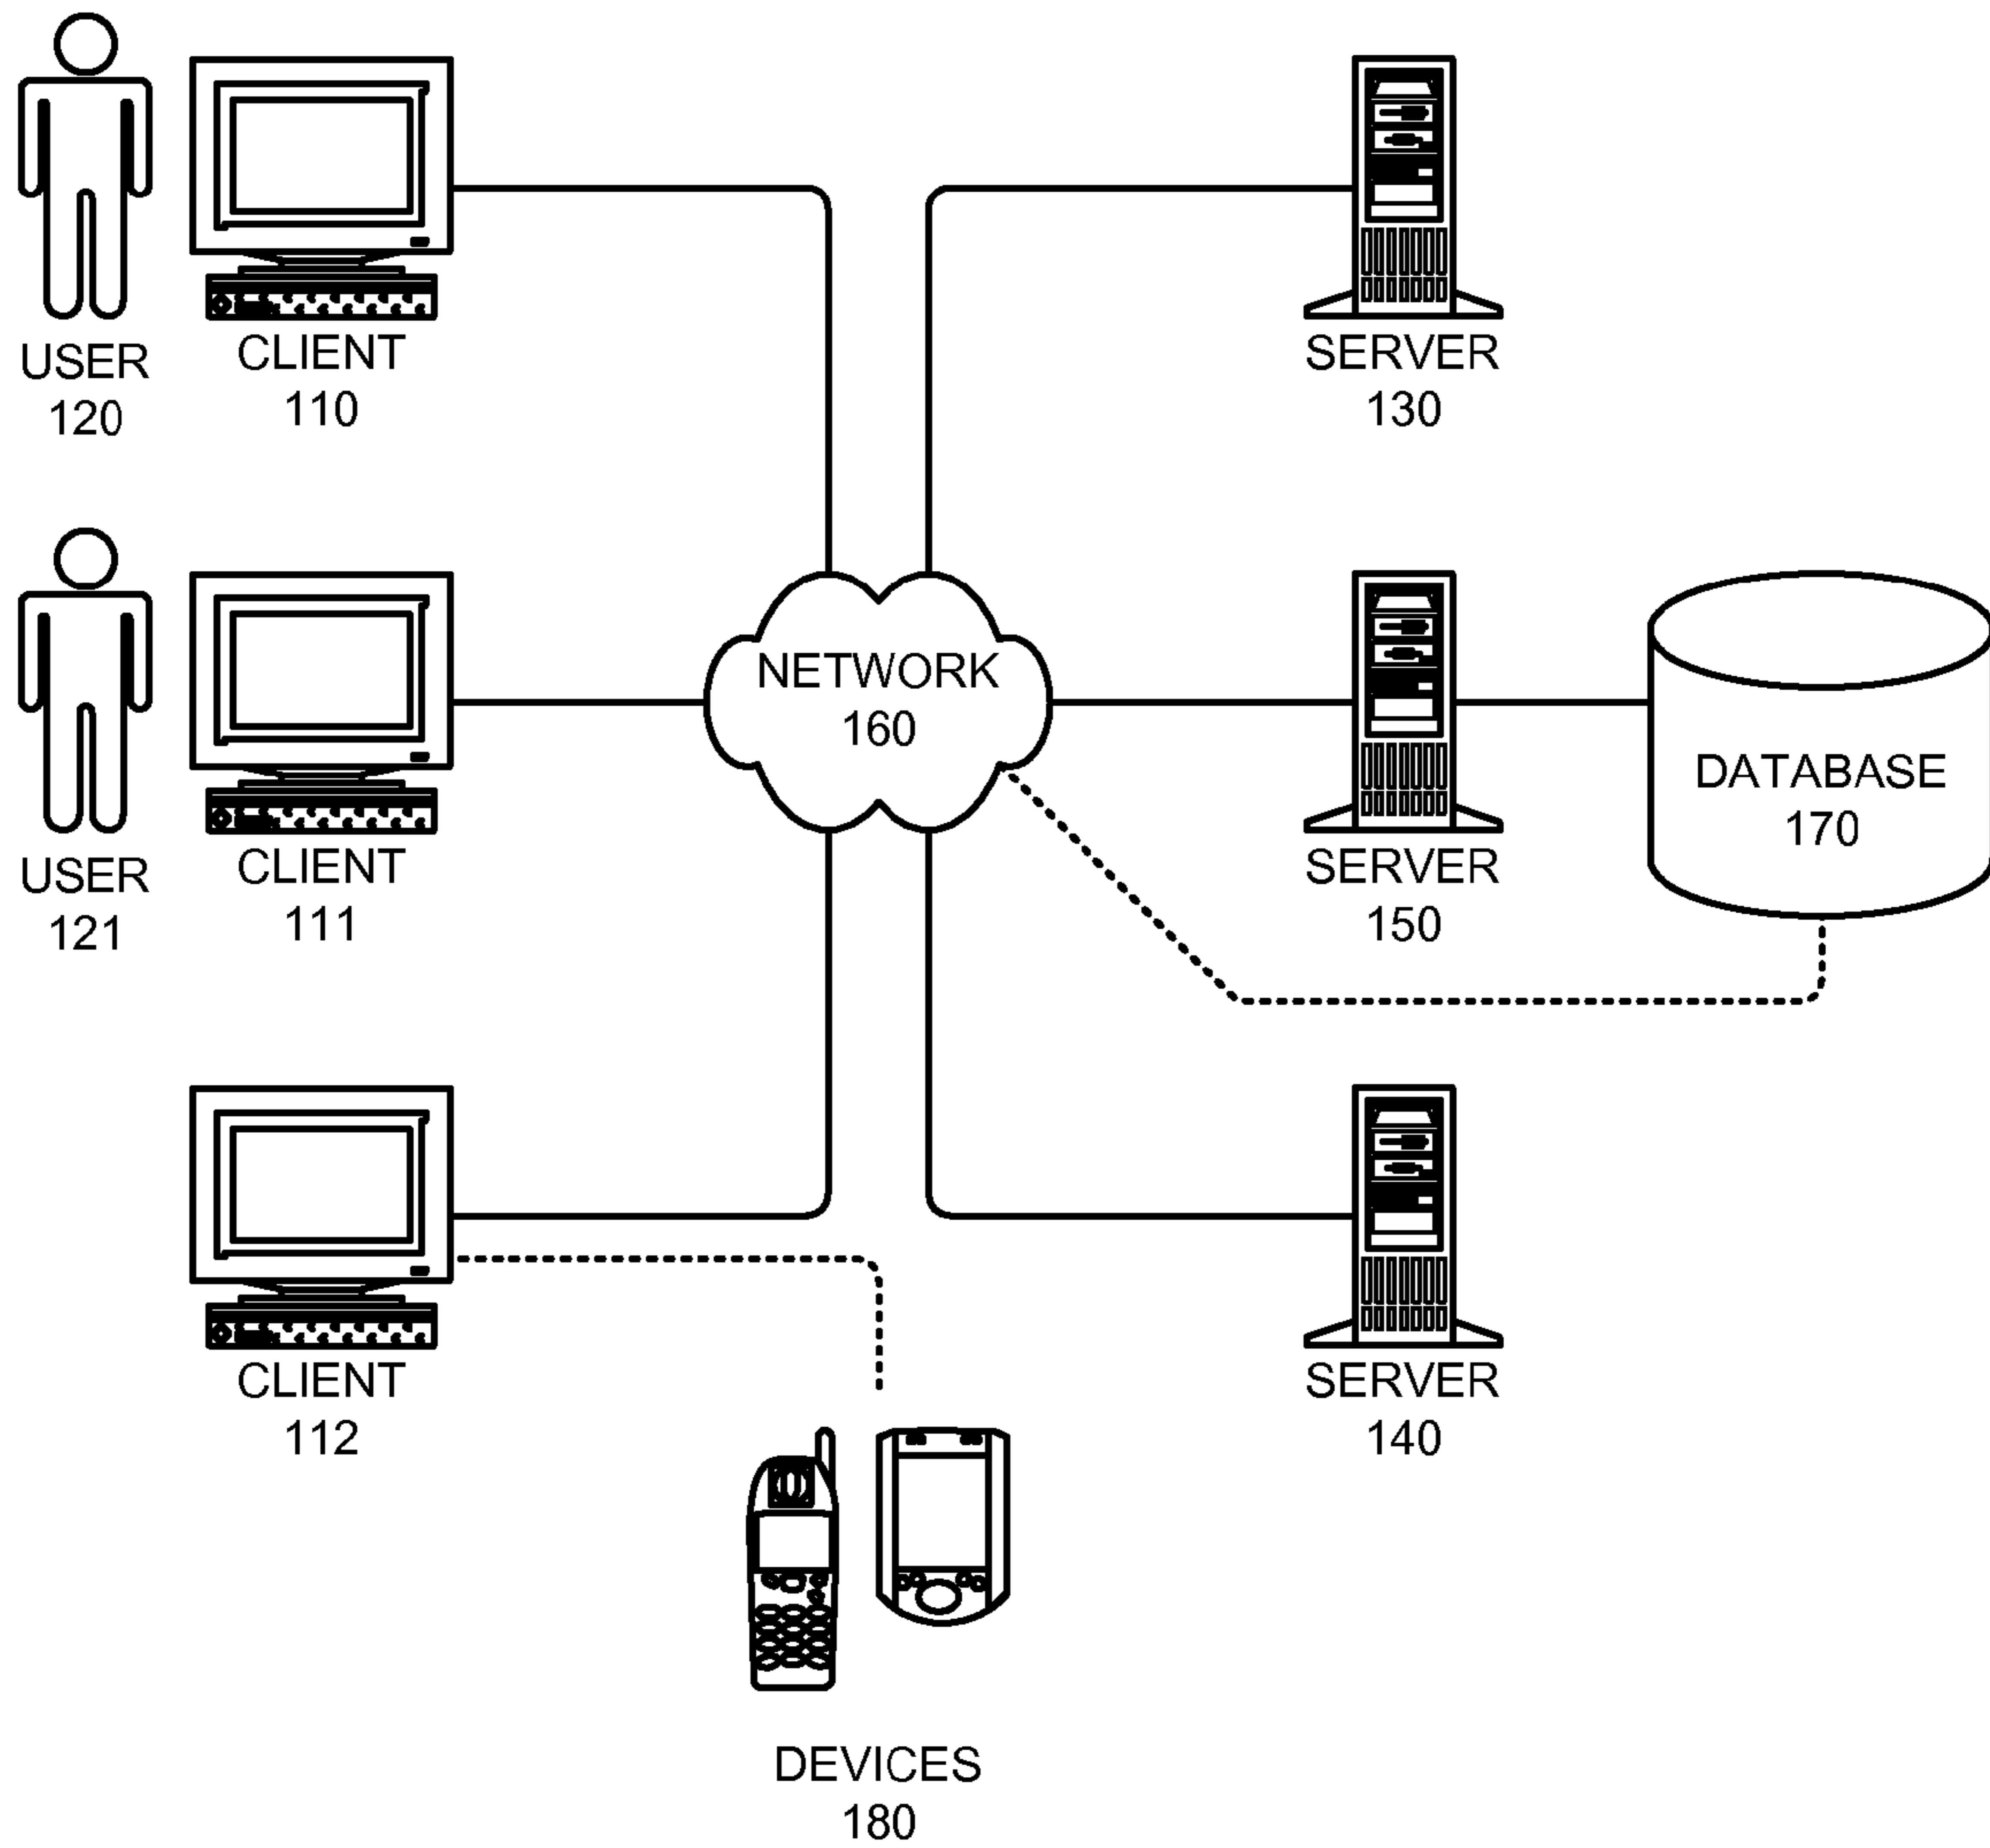 USER
120
CLIENT
110
SERVER
130
NETWORK
160
DATABASE
170
USER
121
CLIENT
111
SERVER
150
CLIENT
112
SERVER
140
DEVICES
180